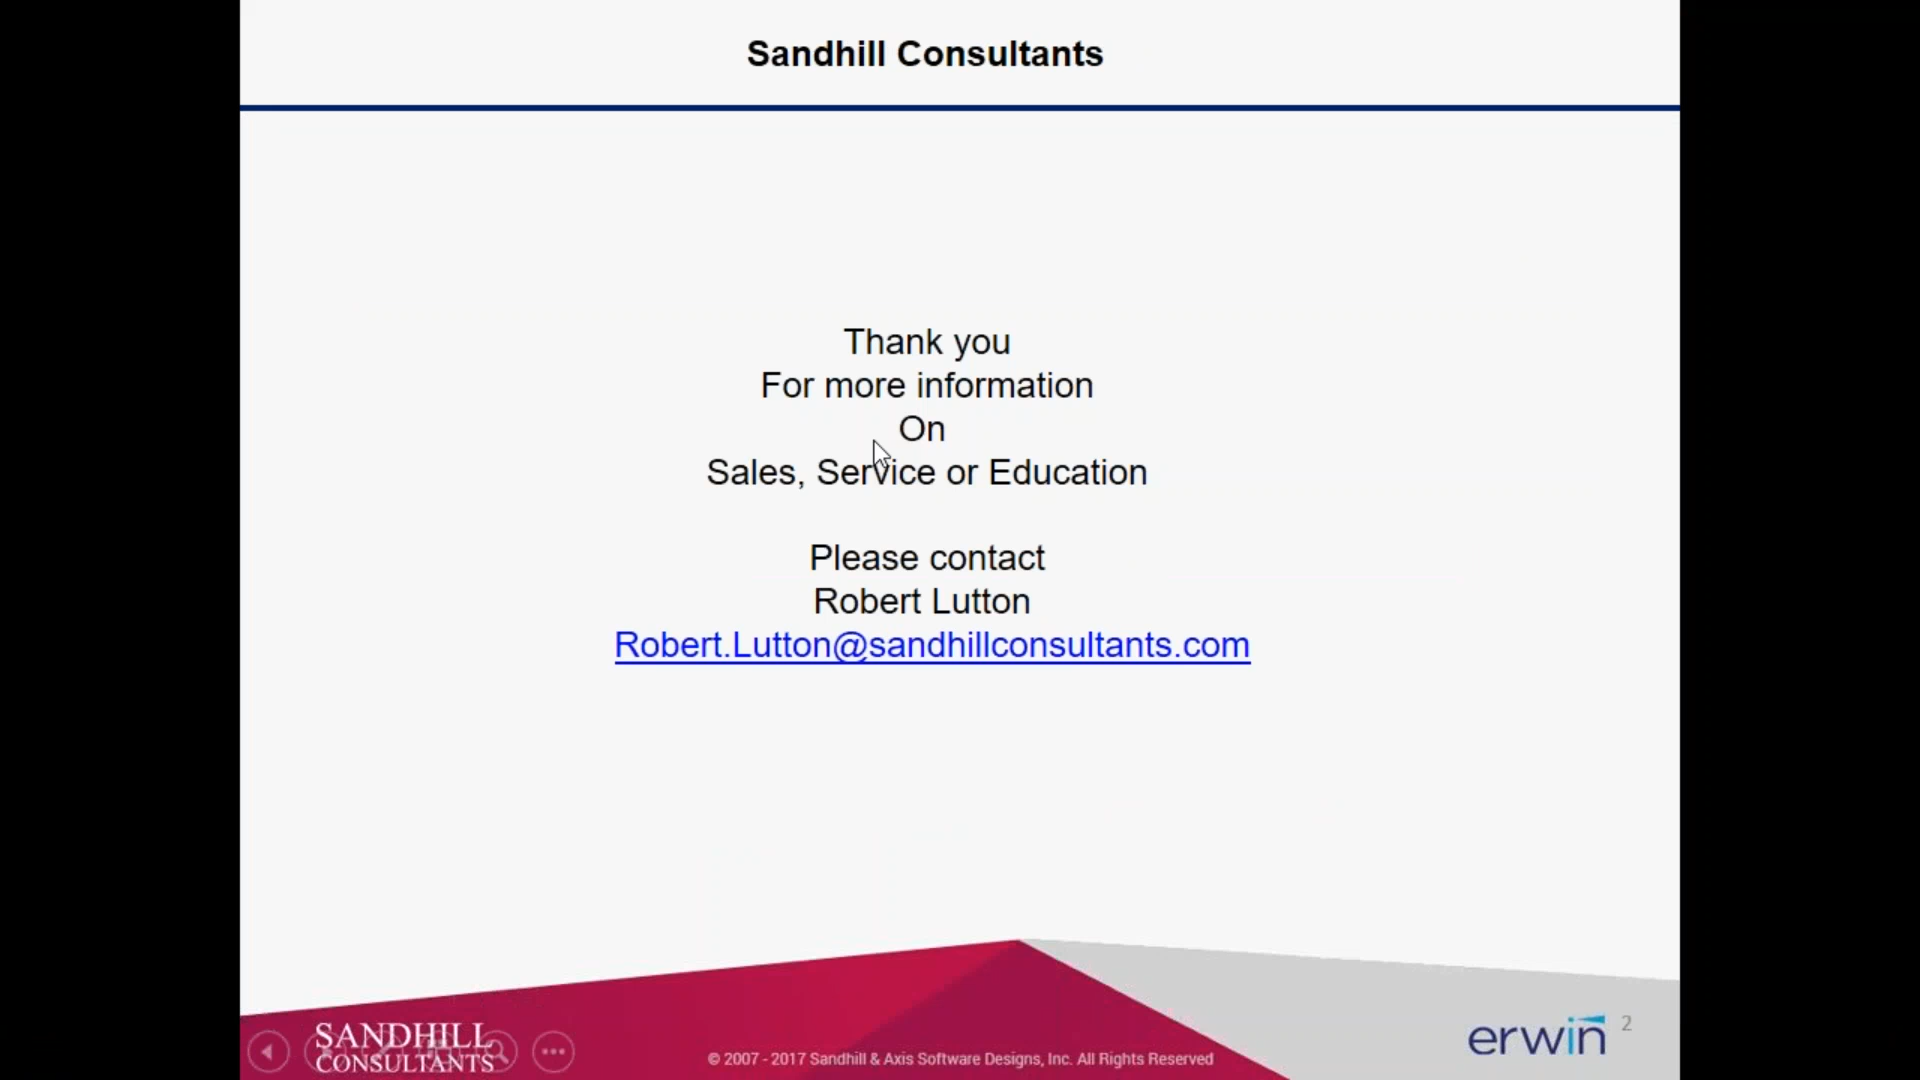 Sandhill Consultants
Thank you
For more information
On
Sales, Service or Education
Please contact
Robert Lutton
Robert.Lutton@sandhillconsultants.com
SANDHILL
CONSULTANTS
© 2007 - 2017 Sandhill & Axis Software Designs, Inc. All Rights Reserved
erwin
2